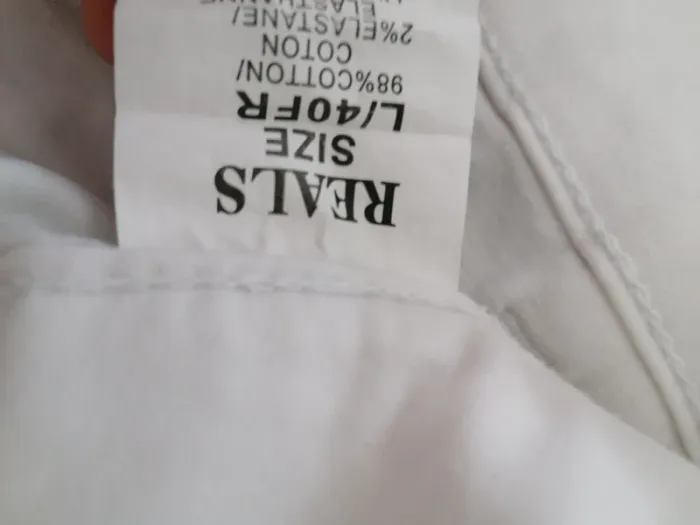 REALS
SIZE
L/40FR
98%COTTON/
COTON
2%ELASTANE/